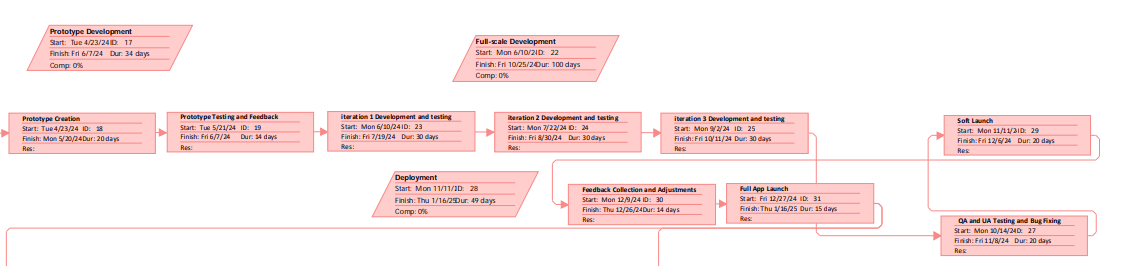 Prototype Development
Start: Tue 4/23/24 ID: 17
Finish: Fri 6/7/24 Dur: 34 days
Comp: 0%
Full-scale Development
Start: Mon 6/10/2 ID: 22
Finish: Fri 10/25/24 Dur: 100 days
Comp: 0%
Prototype Creation
Start: Tue 4/23/24 ID: 18
Finish: Mon 5/20/24 Dur: 20 days
Res:
Prototype Testing and Feedback
Start: Tue 5/21/24 ID: 19
Finish: Fri 6/7/24 Dur: 14 days
Res:
iteration 1 Development and testing
Start: Mon 6/10/24 ID: 23
Finish: Fri 7/19/24 Dur: 30 days
Res:
iteration 2 Development and testing
Start: Mon 7/22/24 ID: 24
Finish: Fri 8/30/24 Dur: 30 days
Res:
iteration 3 Development and testing
Start: Mon 9/2/24 ID: 25
Finish: Fri 10/11/24 Dur: 30 days
Res:
Soft Launch
Start: Mon 11/11/2 ID: 29
Finish: Fri 12/6/24 Dur: 20 days
Res:
Deployment
Start: Mon 11/11/ ID: 28
Finish: Thu 1/16/25 Dur: 49 days
Comp: 0%
Feedback Collection and Adjustments
Start: Mon 12/9/24 ID: 30
Finish: Thu 12/26/24 Dur: 14 days
Res:
Full App Launch
Start: Fri 12/27/24 ID: 31
Finish: Thu 1/16/25 Dur: 15 days
Res:
QA and UA Testing and Bug Fixing
Start: Mon 10/14/24 ID: 27
Finish: Fri 11/8/24 Dur: 20 days
Res: